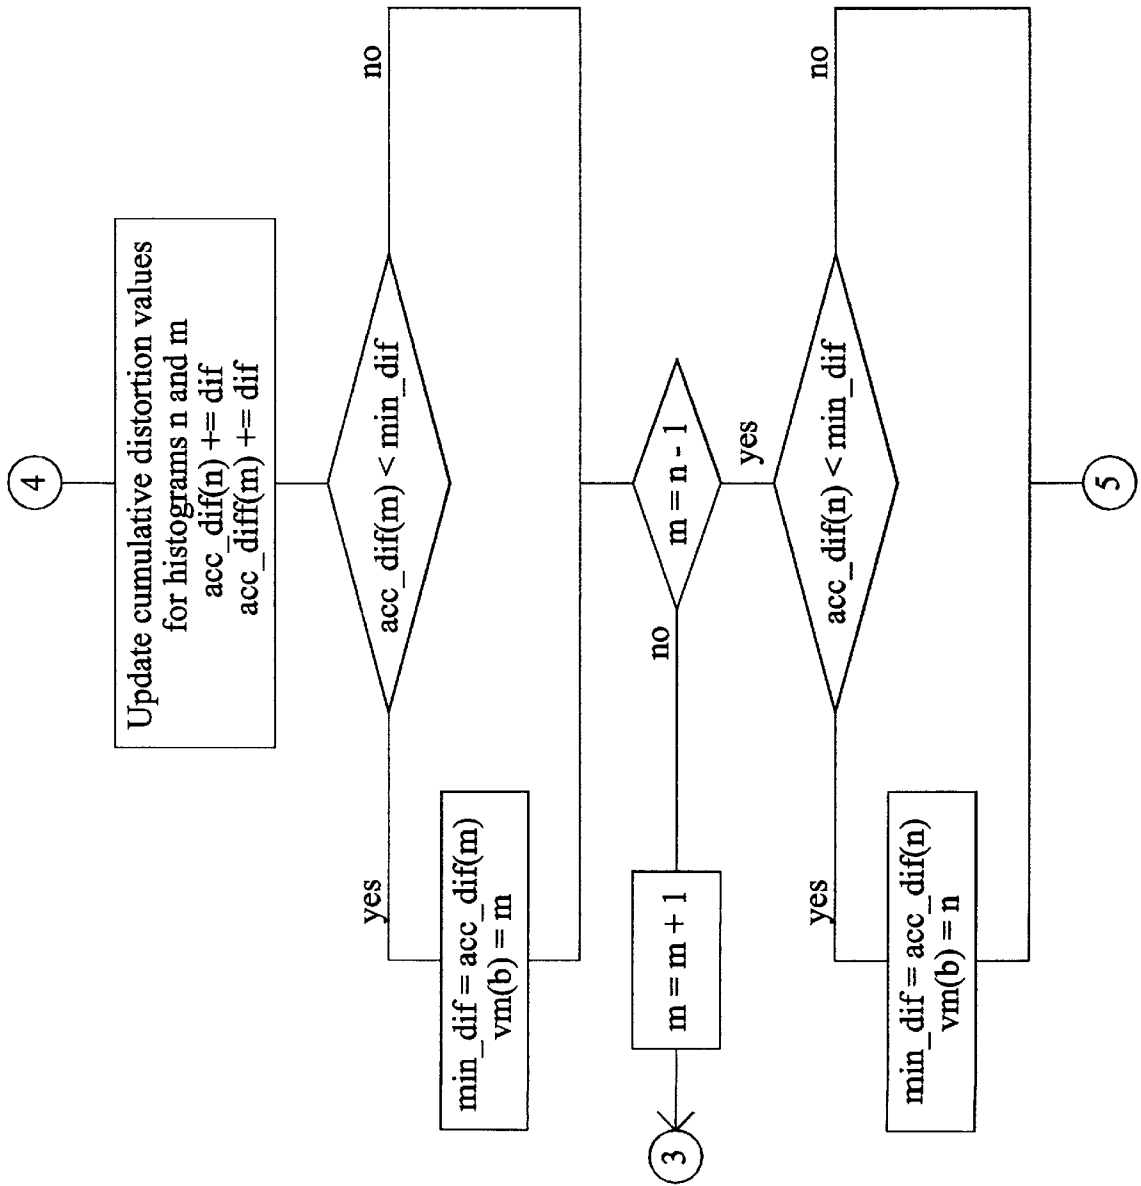 4
Update cumulative distortion values
for histograms n and m
acc_dif(n) += dif
acc_diff(m) += dif
acc_dif(m) < min_dif
yes
no
min_dif = acc_dif(m)
vm(b) = m
m = n - 1
no
yes
m = m + 1
3
acc_dif(n) < min_dif
yes
no
min_dif = acc_dif(n)
vm(b) = n
5